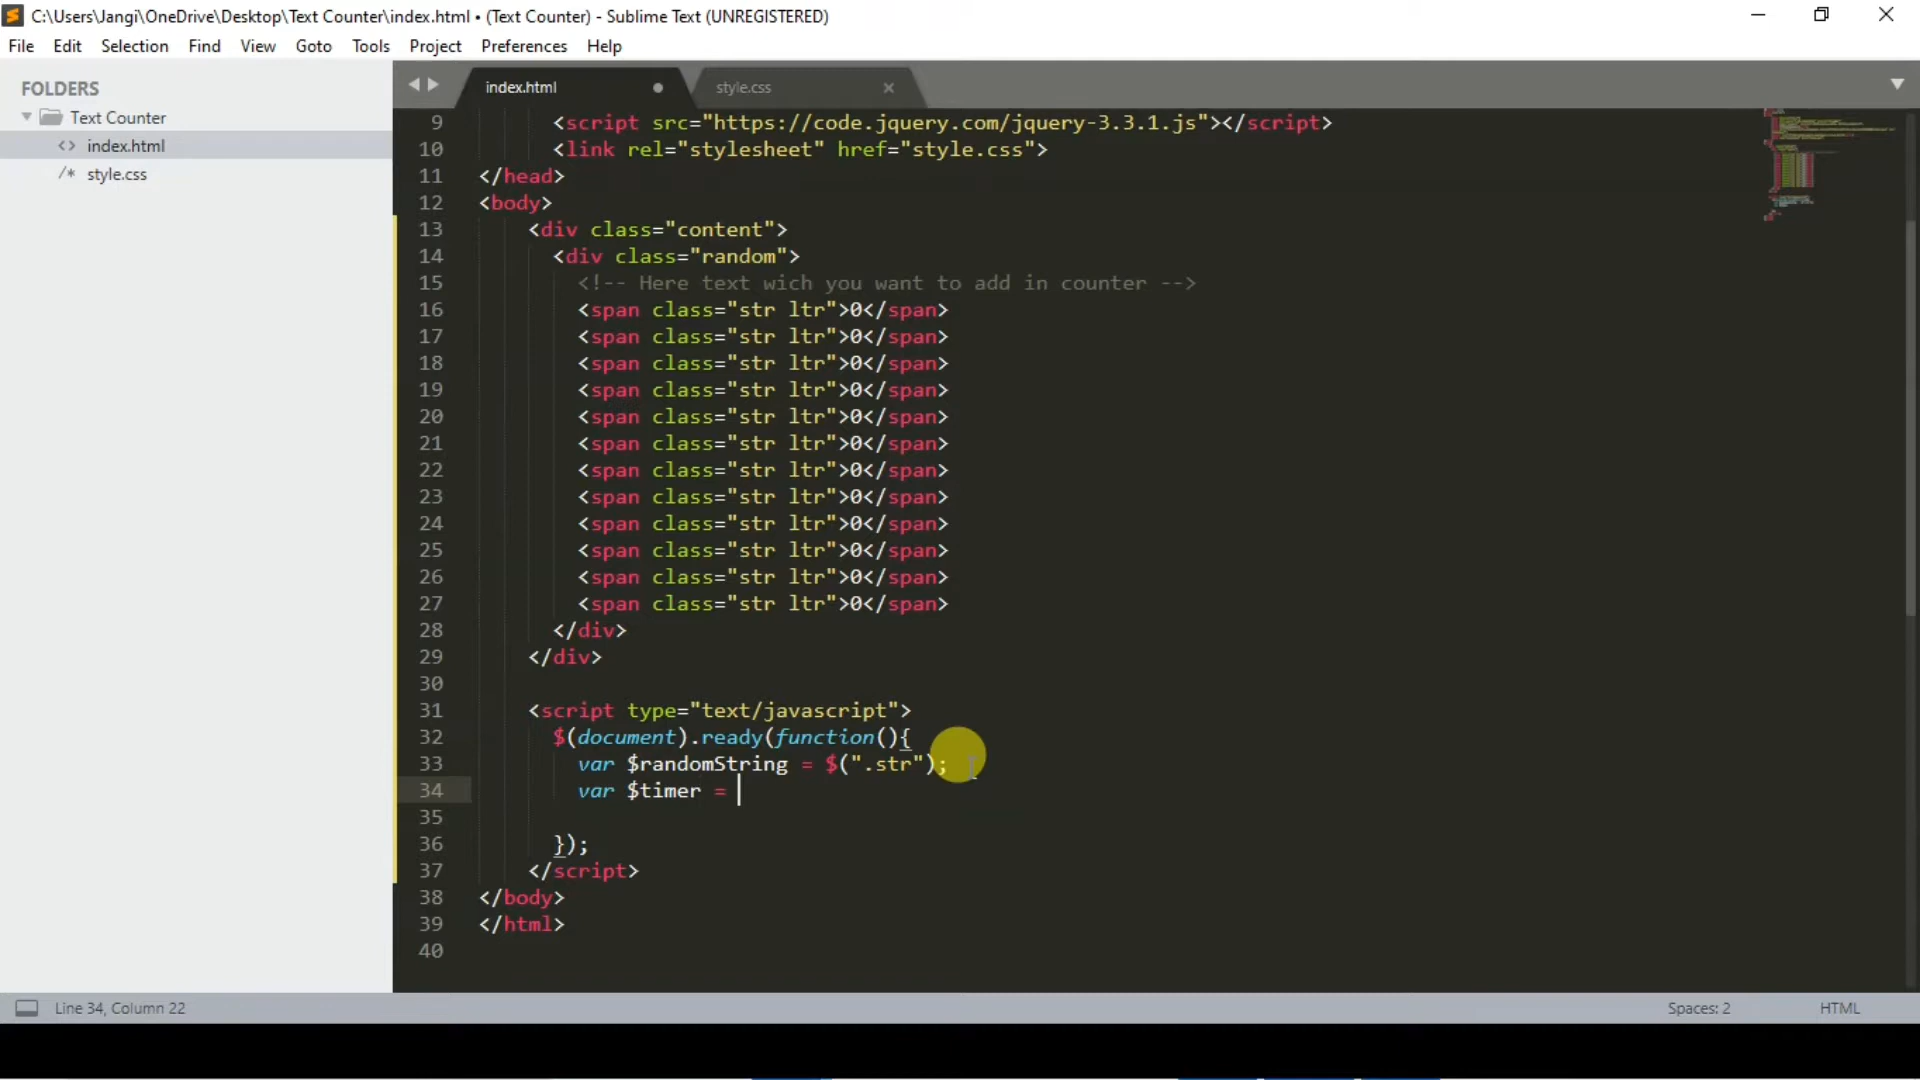 C:\Users\Jangi\OneDrive\Desktop\Text Counter\index.html • (Text Counter) - Sublime Text (UNREGISTERED)
File Edit Selection Find View Goto Tools Project Preferences Help
FOLDERS
Text Counter
<> index.html
/* style.css
index.html
style.css
9 <script src="https://code.jquery.com/jquery-3.3.1.js"></script>
10 <link rel="stylesheet" href="style.css">
11 </head>
12 <body>
13 <div class="content">
14 <div class="random">
15 <!-- Here text wich you want to add in counter -->
16 <span class="str ltr">0</span>
17 <span class="str ltr">0</span>
18 <span class="str ltr">0</span>
19 <span class="str ltr">0</span>
20 <span class="str ltr">0</span>
21 <span class="str ltr">0</span>
22 <span class="str ltr">0</span>
23 <span class="str ltr">0</span>
24 <span class="str ltr">0</span>
25 <span class="str ltr">0</span>
26 <span class="str ltr">0</span>
27 <span class="str ltr">0</span>
28 </div>
29 </div>
30
31 <script type="text/javascript">
32 $(document).ready(function(){
33 var $randomString = $(".str");
34 var $timer =
35
36 });
37 </script>
38 </body>
39 </html>
40
Line 34, Column 22
Spaces: 2
HTML